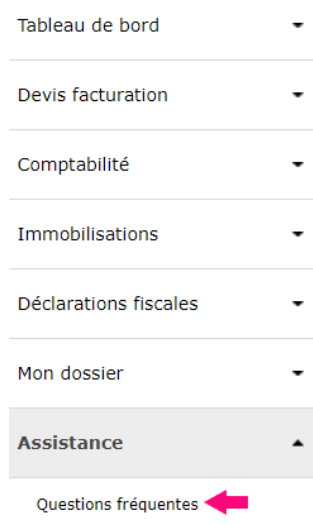 Tableau de bord
Devis facturation
Comptabilité
Immobilisations
Déclarations fiscales
Mon dossier
Assistance
Questions fréquentes